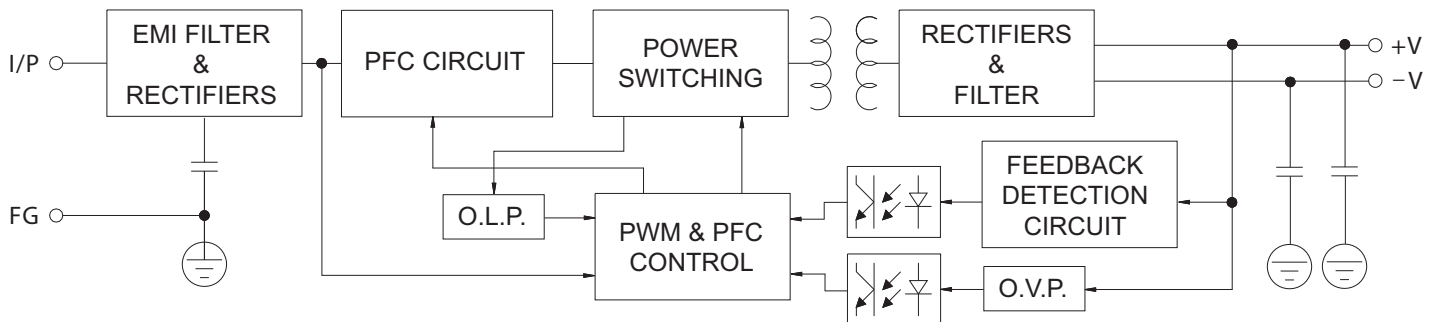 I/P
EMI FILTER
&
RECTIFIERS
PFC CIRCUIT
POWER
SWITCHING
RECTIFIERS
&
FILTER
+V
−V
FG
O.L.P.
PWM & PFC
CONTROL
FEEDBACK
DETECTION
CIRCUIT
O.V.P.